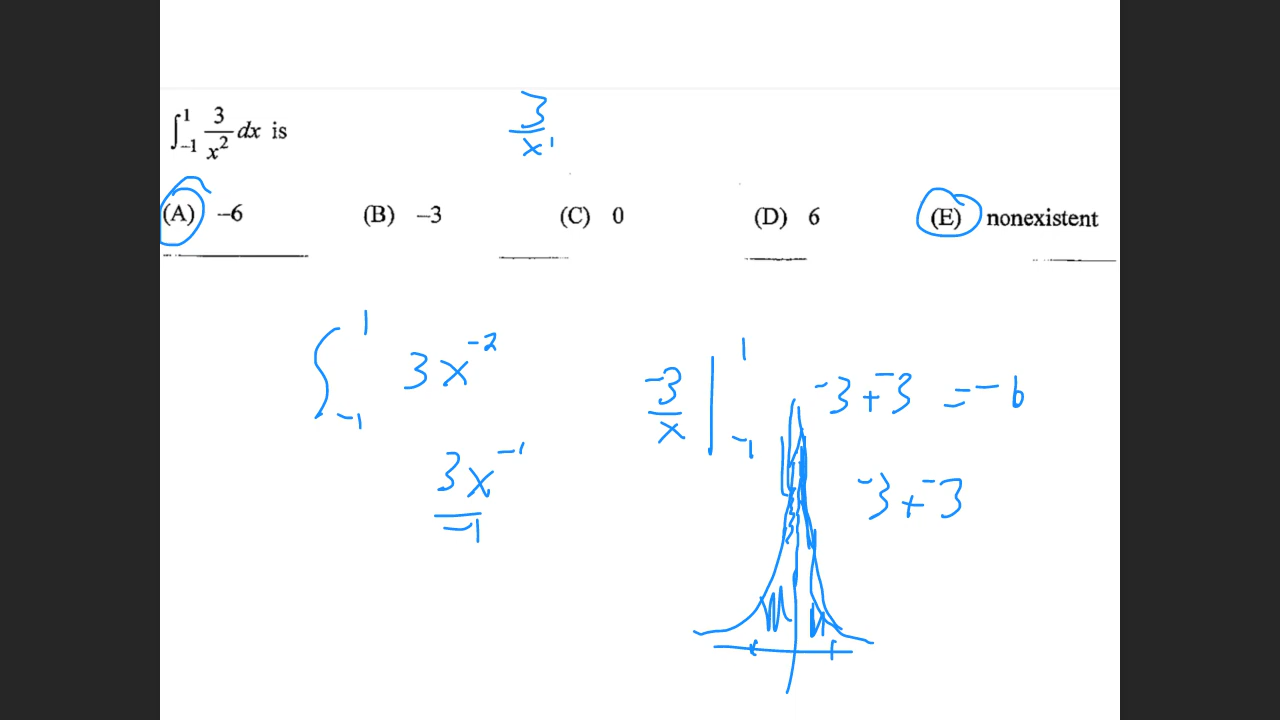 3/x¹
∫₋₁¹ 3/x² dx is
(A) −6 (B) −3 (C) 0 (D) 6 (E) nonexistent
∫₋₁¹ 3x⁻²
-3/x |₋₁¹ -3+-3 = -6
3x⁻¹/-1
-3+-3